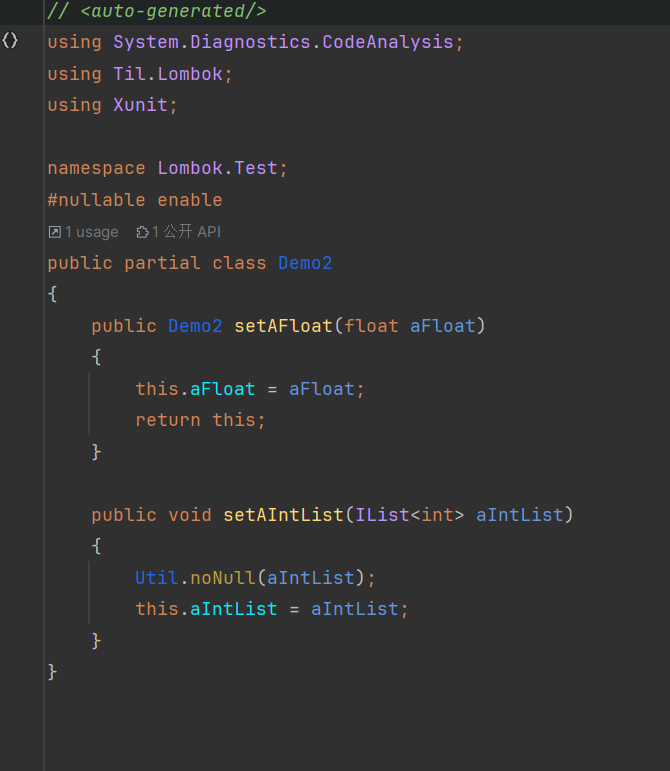 // <auto-generated/>
using System.Diagnostics.CodeAnalysis;
using Til.Lombok;
using Xunit;
namespace Lombok.Test;
#nullable enable
1 usage 1 公开 API
public partial class Demo2
{
public Demo2 setAFloat(float aFloat)
{
this.aFloat = aFloat;
return this;
}
public void setAIntList(IList<int> aIntList)
{
Util.noNull(aIntList);
this.aIntList = aIntList;
}
}